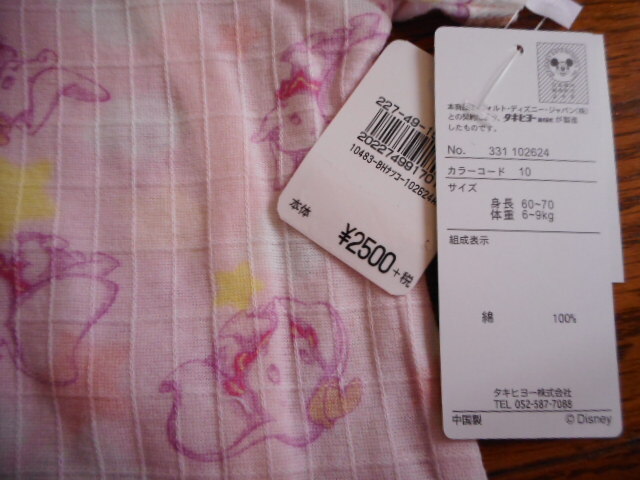 227-49-1
20227499170
10483-BHナツコ-102624
本体
¥2500+税
本商品は、ウォルト・ディズニー・ジャパン(株)
との契約により、タキヒヨー株式会社が製造
したものです。
No. 331 102624
カラーコード 10
サイズ
身長 60~70
体重 6~9kg
組成表示
綿 100%
タキヒヨー株式会社
TEL 052-587-7088
中国製 © Disney